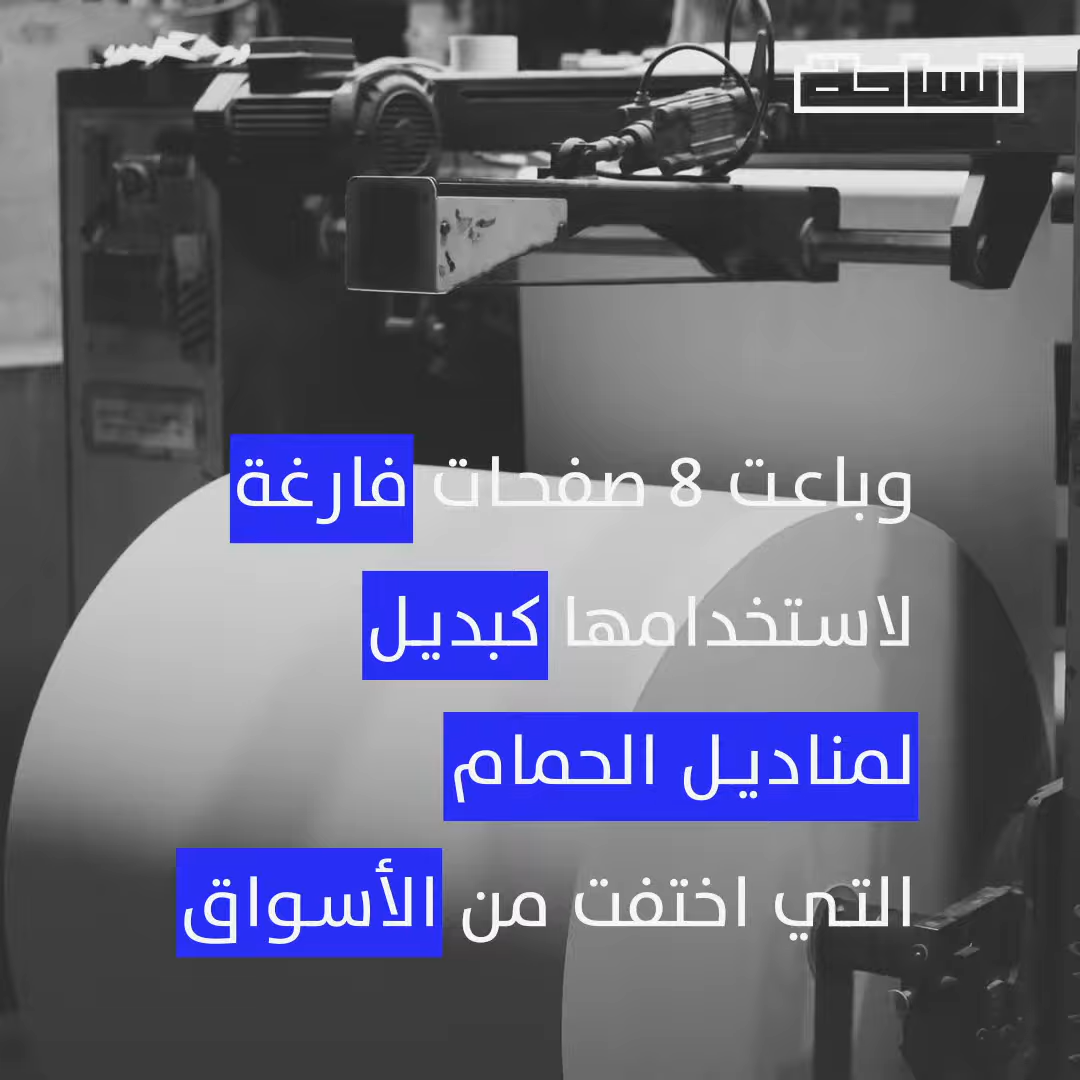 وباعت 8 صفحات فارغة
لاستخدامها كبديل
لمناديل الحمام
التي اختفت من الأسواق